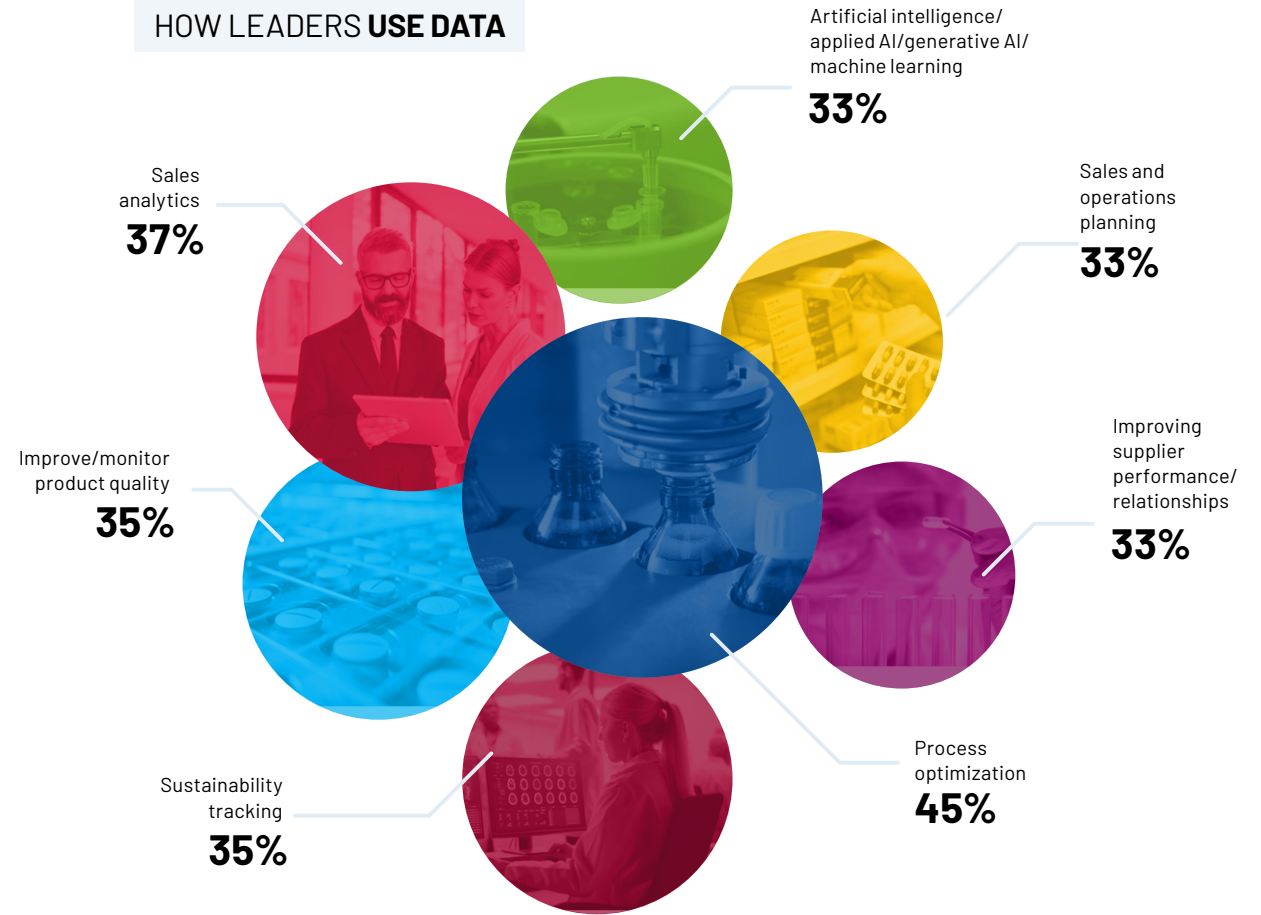 HOW LEADERS USE DATA
Artificial intelligence/
applied AI/generative AI/
machine learning
33%
Sales and
operations
planning
33%
Sales
analytics
37%
Improving
supplier
performance/
relationships
33%
Improve/monitor
product quality
35%
Process
optimization
45%
Sustainability
tracking
35%